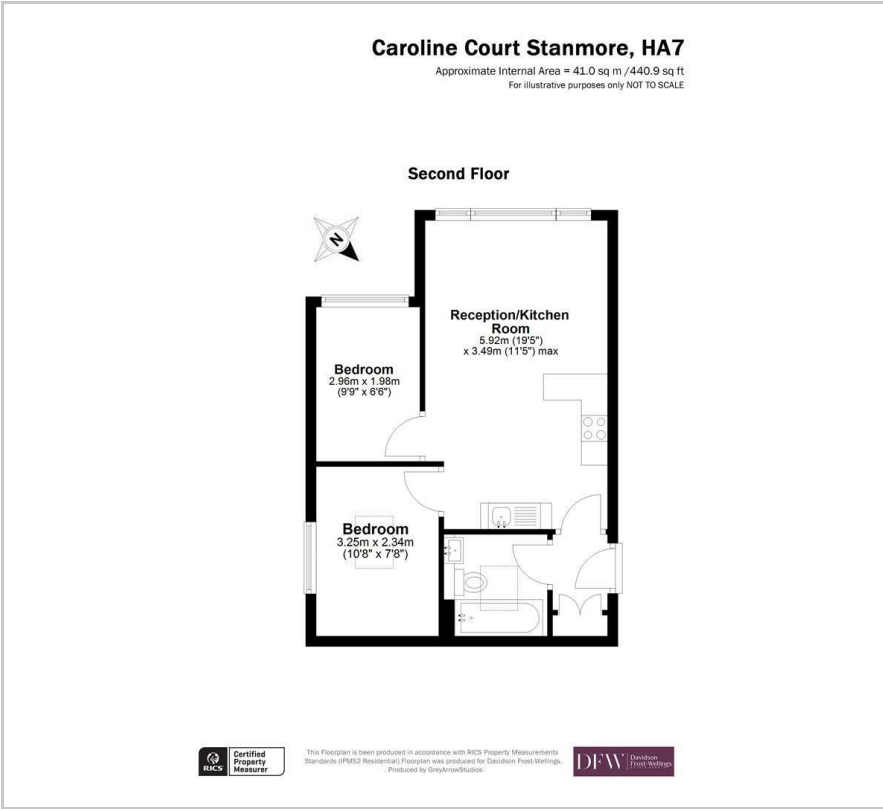 Caroline Court Stanmore, HA7
Approximate Internal Area = 41.0 sq m /440.9 sq ft
For illustrative purposes only NOT TO SCALE
Second Floor
N
Reception/Kitchen
Room
5.92m (19'5")
x 3.49m (11'5") max
Bedroom
2.96m x 1.98m
(9'9" x 6'6")
Bedroom
3.25m x 2.34m
(10'8" x 7'8")
RICS
Certified
Property
Measurer
This Floorplan is been produced in accordance with RICS Property Measurements
Standards (IPMS2 Residential) Floorplan was produced for Davidson Frost-Wellings.
Produced by GreyArrowStudios.
DFW
Davidson
Frost-Wellings